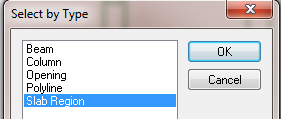 Select by Type
Beam
Column
Opening
Polyline
Slab Region
OK
Cancel